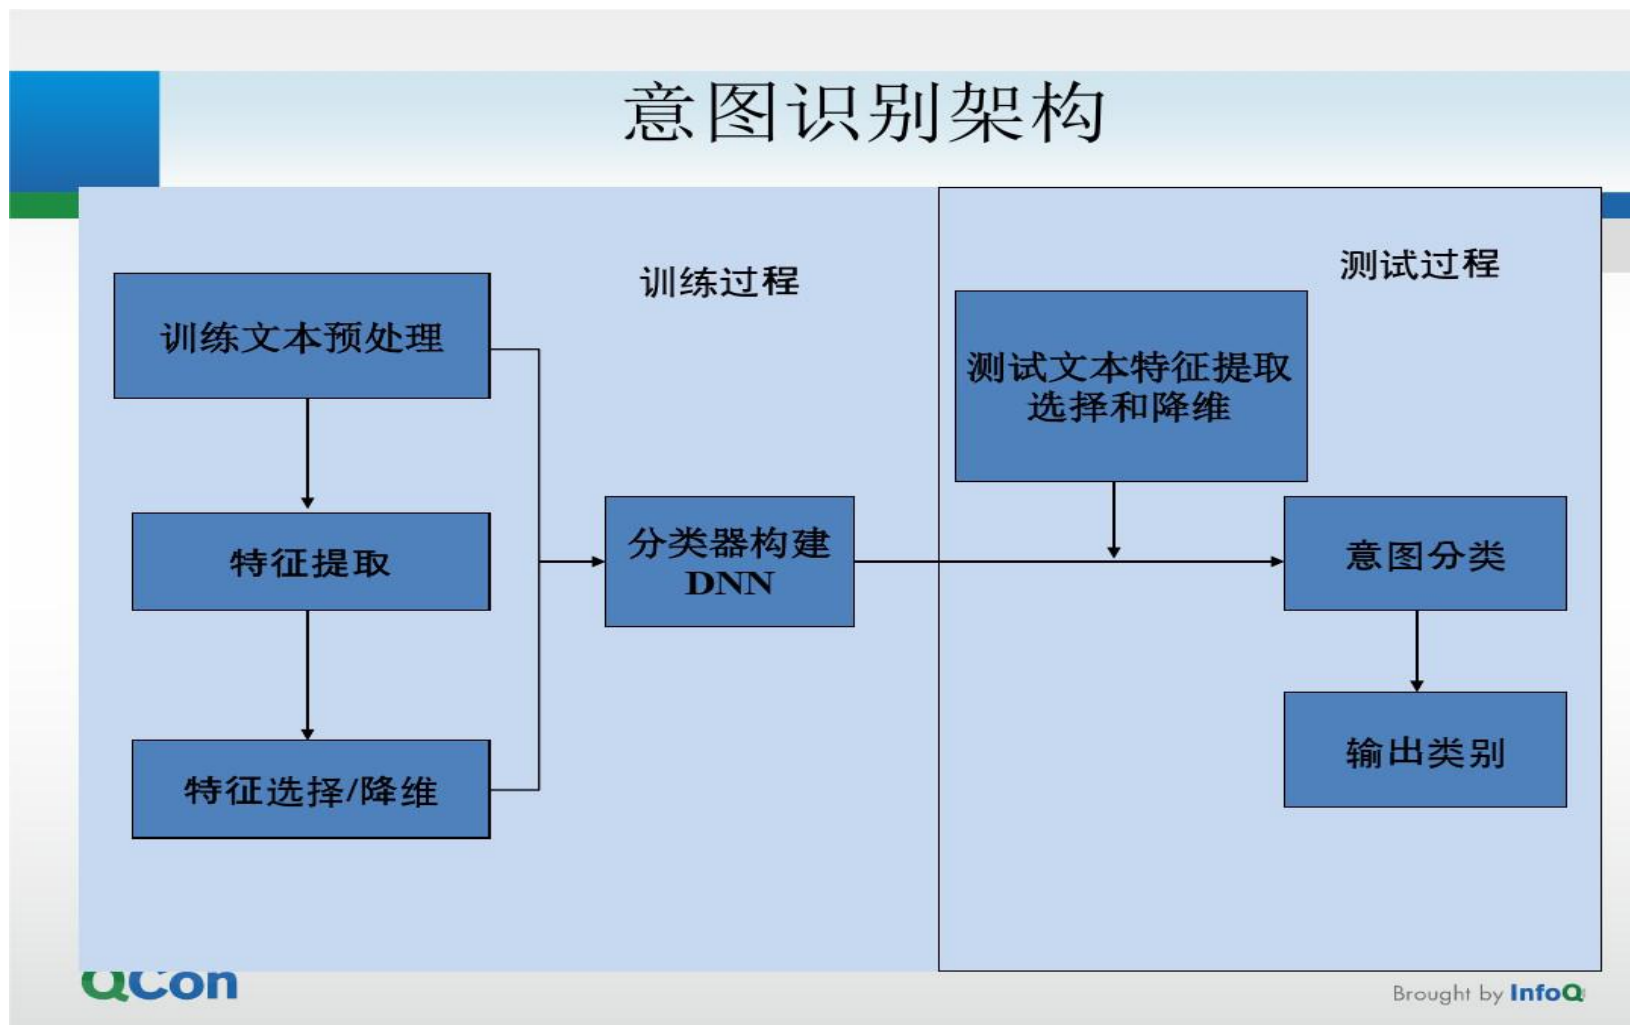 意图识别架构
训练过程
训练文本预处理
特征提取
特征选择/降维
分类器构建
DNN
测试过程
测试文本特征提取
选择和降维
意图分类
输出类别
QCon
Brought by InfoQ